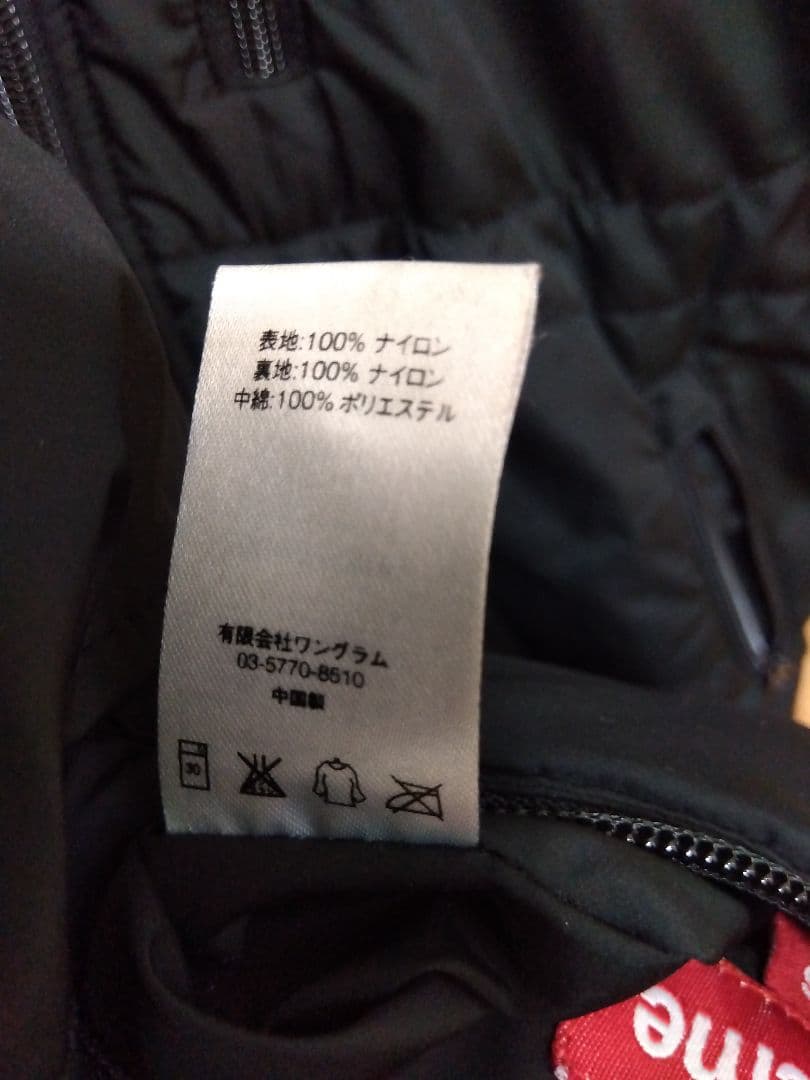 表地:100% ナイロン
裏地:100% ナイロン
中綿:100% ポリエステル
有限会社ワングラム
03-5770-8510
中国製
30
eme